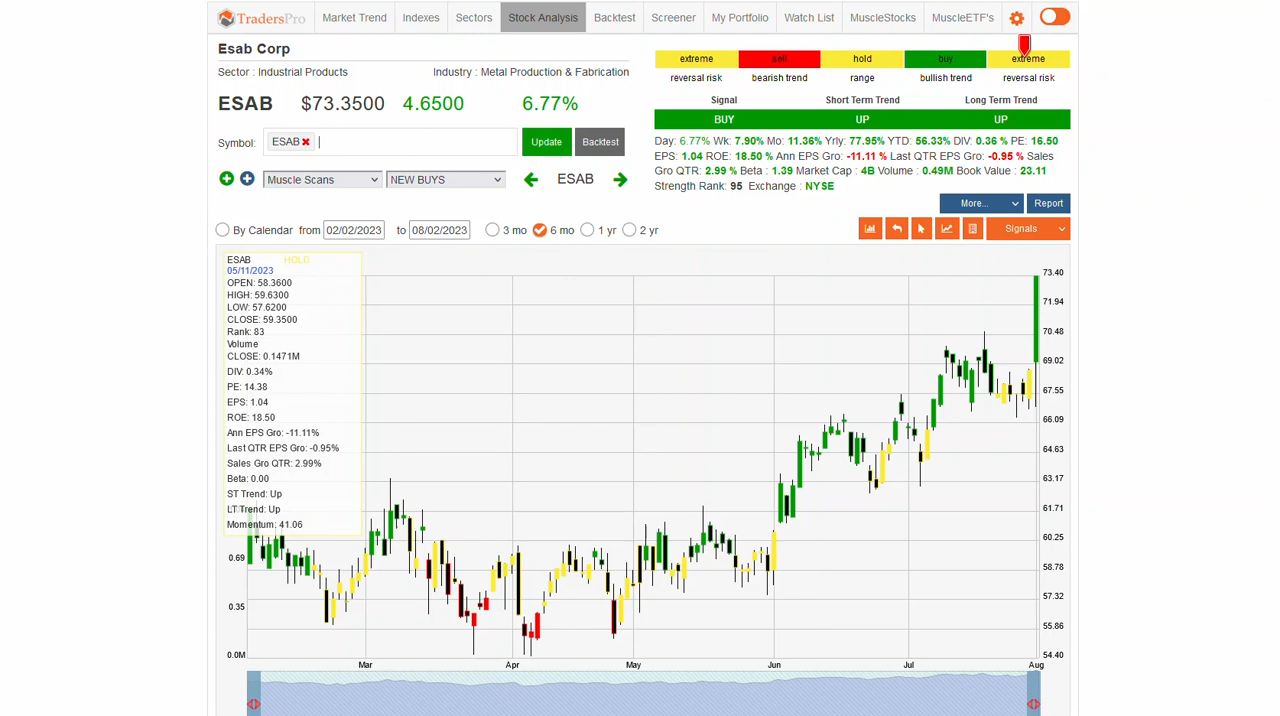 TradersPro Market Trend Indexes Sectors Stock Analysis Backtest Screener My Portfolio Watch List MuscleStocks MuscleETF's
Esab Corp
Sector : Industrial Products Industry : Metal Production & Fabrication
ESAB $73.3500 4.6500 6.77%
Symbol: ESAB Update Backtest
Muscle Scans NEW BUYS ESAB
extreme sell hold buy extreme
reversal risk bearish trend range bullish trend reversal risk
Signal Short Term Trend Long Term Trend
BUY UP UP
Day: 6.77% Wk: 7.90% Mo: 11.36% Yrly: 77.95% YTD: 56.33% DIV: 0.36 % PE: 16.50
EPS: 1.04 ROE: 18.50 % Ann EPS Gro: -11.11 % Last QTR EPS Gro: -0.95 % Sales
Gro QTR: 2.99 % Beta : 1.39 Market Cap : 4B Volume : 0.49M Book Value : 23.11
Strength Rank: 95 Exchange : NYSE
More... Report
By Calendar from 02/02/2023 to 08/02/2023 3 mo 6 mo 1 yr 2 yr Signals
ESAB HOLD
05/11/2023
OPEN: 58.3600
HIGH: 59.6300
LOW: 57.6200
CLOSE: 59.3500
Rank: 83
Volume
CLOSE: 0.1471M
DIV: 0.34%
PE: 14.38
EPS: 1.04
ROE: 18.50
Ann EPS Gro: -11.11%
Last QTR EPS Gro: -0.95%
Sales Gro QTR: 2.99%
Beta: 0.00
ST Trend: Up
LT Trend: Up
Momentum: 41.06
0.69
0.35
0.0M
73.40
71.94
70.48
69.02
67.55
66.09
64.63
63.17
61.71
60.25
58.78
57.32
55.86
54.40
Mar Apr May Jun Jul Aug